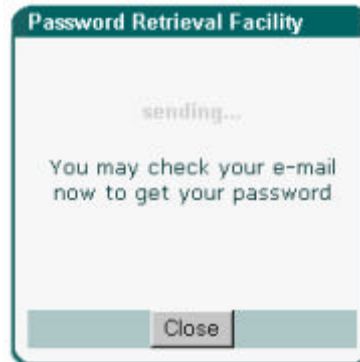 Password Retrieval Facility
sending...
You may check your e-mail
now to get your password
Close